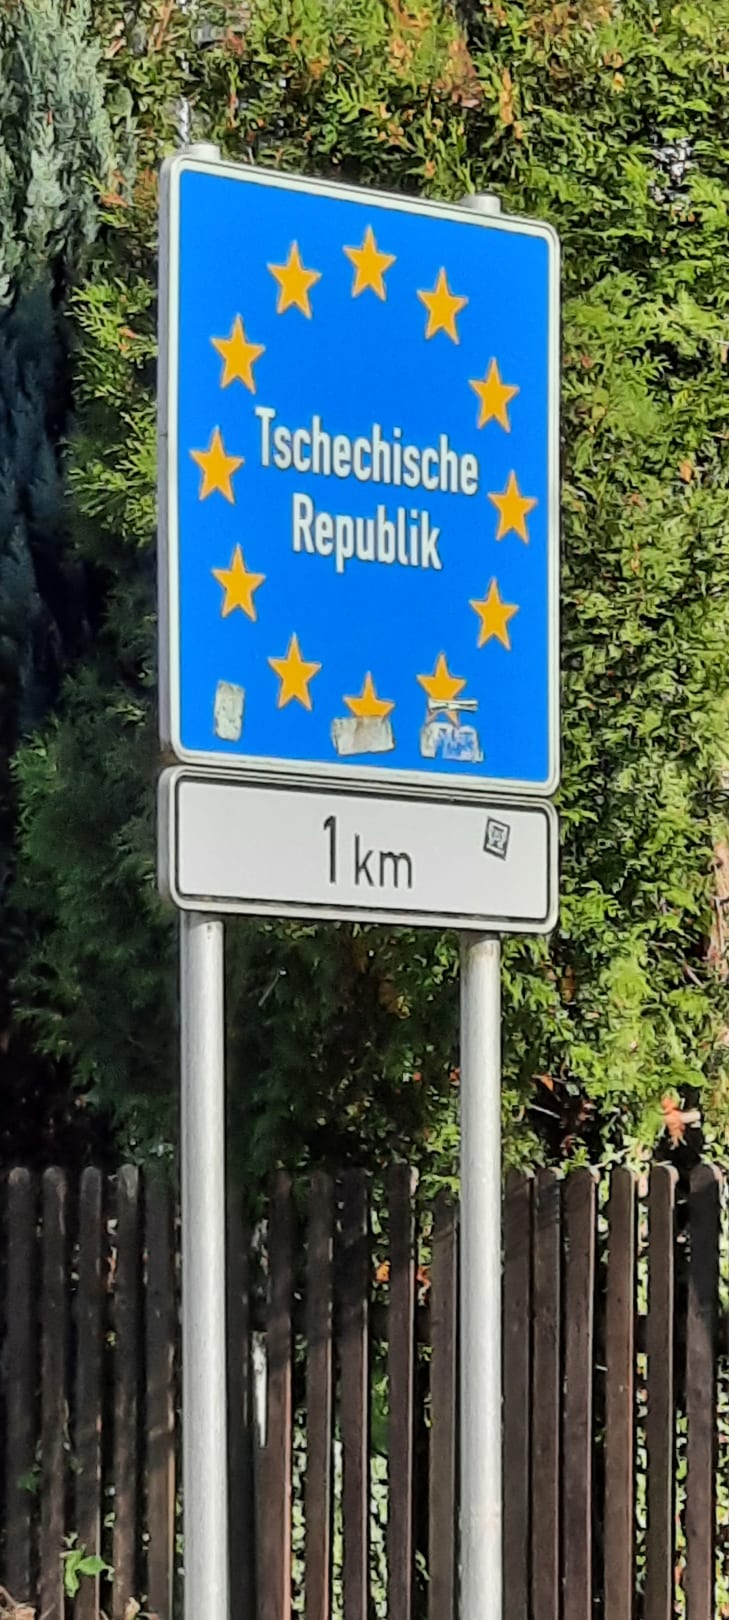 Tschechische
Republik
1 km